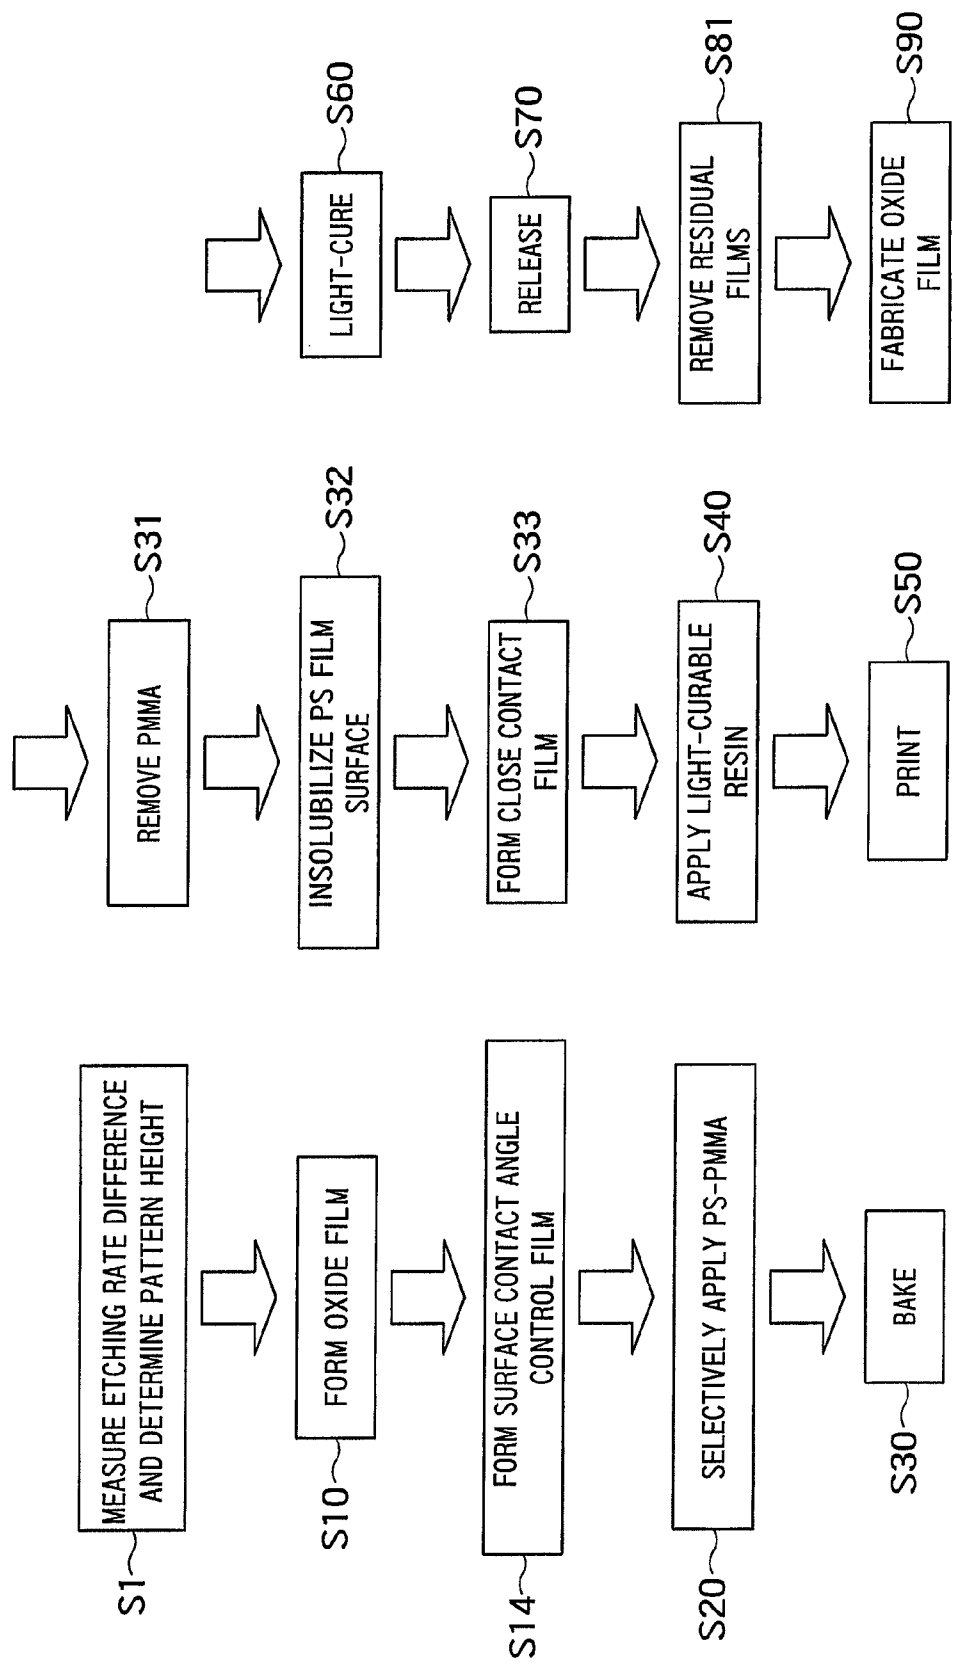 S1
MEASURE ETCHING RATE DIFFERENCE
AND DETERMINE PATTERN HEIGHT
S10
FORM OXIDE FILM
S14
FORM SURFACE CONTACT ANGLE
CONTROL FILM
S20
SELECTIVELY APPLY PS-PMMA
S30
BAKE
S31
REMOVE PMMA
S32
INSOLUBILIZE PS FILM
SURFACE
S33
FORM CLOSE CONTACT
FILM
S40
APPLY LIGHT-CURABLE
RESIN
S50
PRINT
S60
LIGHT-CURE
S70
RELEASE
S81
REMOVE RESIDUAL
FILMS
S90
FABRICATE OXIDE
FILM